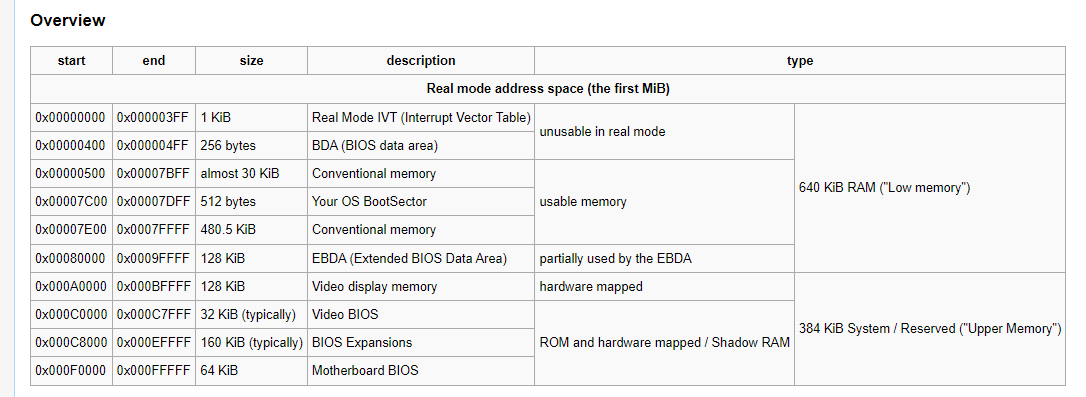 Overview
start end size description type
Real mode address space (the first MiB)
0x00000000 0x000003FF 1 KiB Real Mode IVT (Interrupt Vector Table) unusable in real mode 640 KiB RAM ("Low memory")
0x00000400 0x000004FF 256 bytes BDA (BIOS data area)
0x00000500 0x00007BFF almost 30 KiB Conventional memory usable memory
0x00007C00 0x00007DFF 512 bytes Your OS BootSector
0x00007E00 0x0007FFFF 480.5 KiB Conventional memory
0x00080000 0x0009FFFF 128 KiB EBDA (Extended BIOS Data Area) partially used by the EBDA
0x000A0000 0x000BFFFF 128 KiB Video display memory hardware mapped 384 KiB System / Reserved ("Upper Memory")
0x000C0000 0x000C7FFF 32 KiB (typically) Video BIOS ROM and hardware mapped / Shadow RAM
0x000C8000 0x000EFFFF 160 KiB (typically) BIOS Expansions
0x000F0000 0x000FFFFF 64 KiB Motherboard BIOS